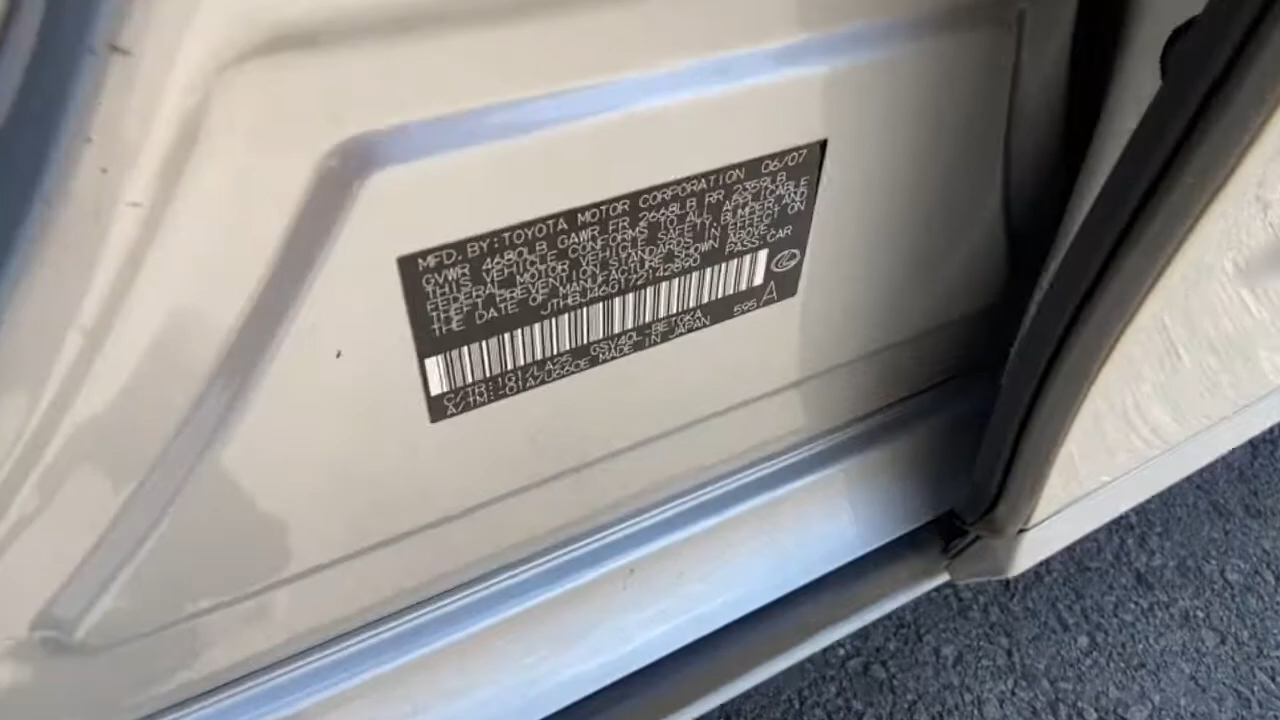 MFD. BY: TOYOTA MOTOR CORPORATION 06/07
GVWR 4680LB GAWR FR 2668LB RR 2359LB
THIS VEHICLE CONFORMS TO ALL APPLICABLE
FEDERAL MOTOR VEHICLE SAFETY, BUMPER, AND
THEFT PREVENTION STANDARDS IN EFFECT ON
THE DATE OF MANUFACTURE SHOWN ABOVE.
JTHBJ46G172142890 PASS. CAR
C/TR: 101/LA25 GSV40L-BETGKA 595 A
A/TM: -01A/U660E MADE IN JAPAN